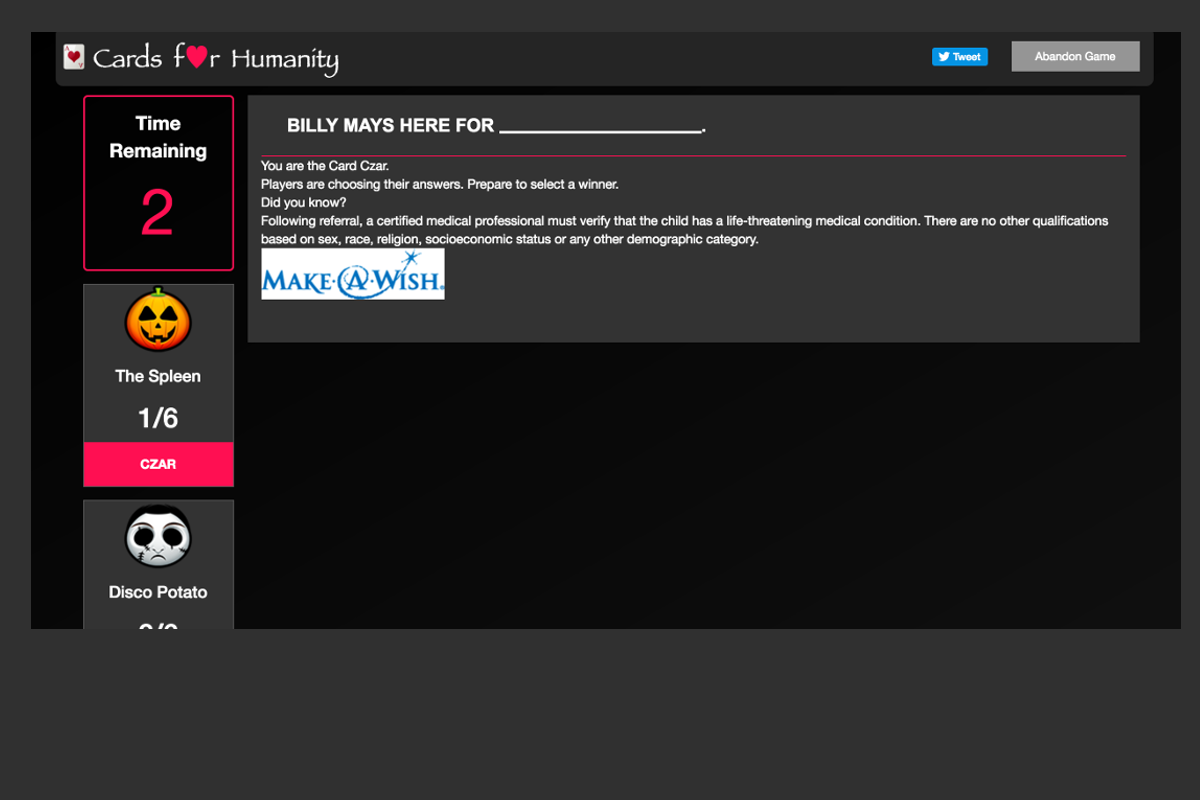 Cards f♥r Humanity
Tweet
Abandon Game
Time
Remaining
2
BILLY MAYS HERE FOR ____________________.
You are the Card Czar.
Players are choosing their answers. Prepare to select a winner.
Did you know?
Following referral, a certified medical professional must verify that the child has a life-threatening medical condition. There are no other qualifications
based on sex, race, religion, socioeconomic status or any other demographic category.
MAKE·A·WISH.
The Spleen
1/6
CZAR
Disco Potato